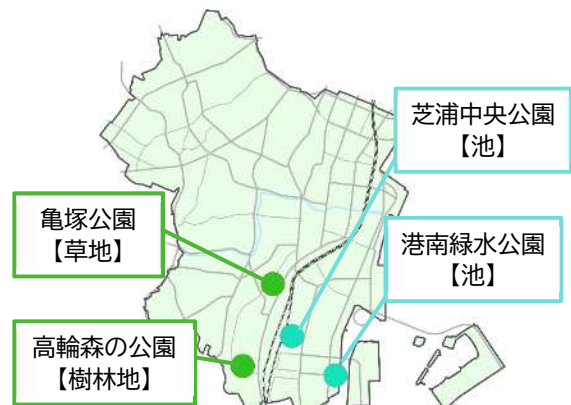 芝浦中央公園
【池】
亀塚公園
【草地】
港南緑水公園
【池】
高輪森の公園
【樹林地】